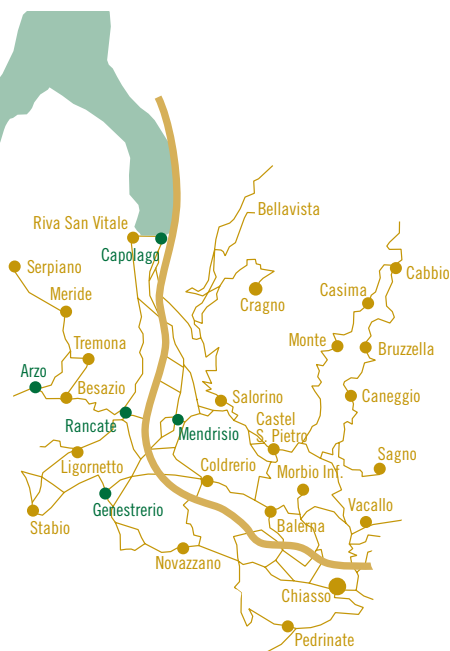 Bellavista
Riva San Vitale
Capolago
Serpiano
Cabbio
Meride
Casima
Cragno
Tremona
Monte
Bruzzella
Arzo
Besazio
Salorino
Caneggio
Rancate
Mendrisio
Castel
S. Pietro
Ligornetto
Coldrerio
Morbio Inf.
Sagno
Genestrerio
Vacallo
Stabio
Balerna
Novazzano
Chiasso
Pedrinate